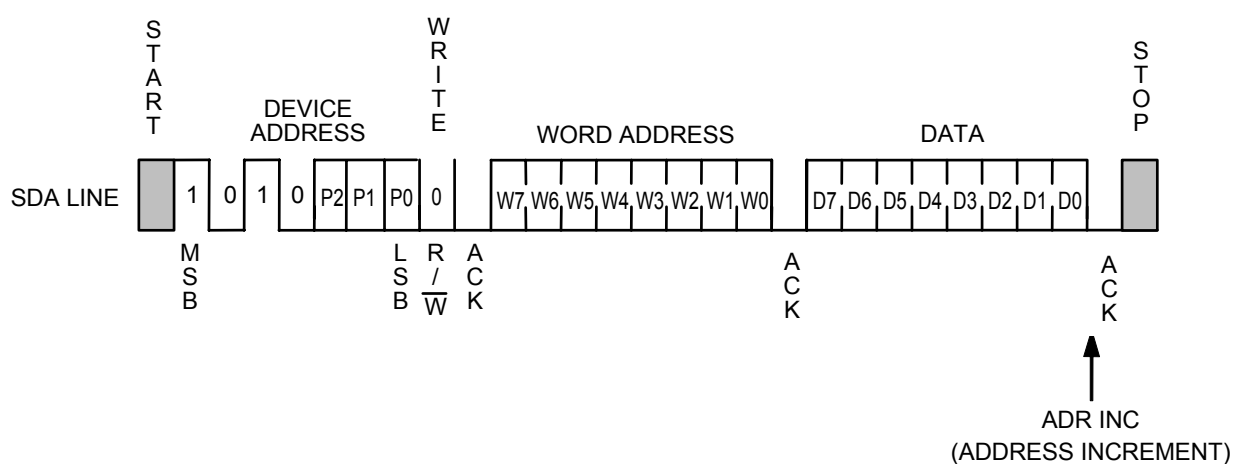 START
WRITE
STOP
DEVICE
ADDRESS
WORD ADDRESS
DATA
SDA LINE
1 0 1 0 P2 P1 P0 0 W7 W6 W5 W4 W3 W2 W1 W0 D7 D6 D5 D4 D3 D2 D1 D0
MSB
LSB
R/W̅
ACK
ACK
ACK
ADR INC
(ADDRESS INCREMENT)